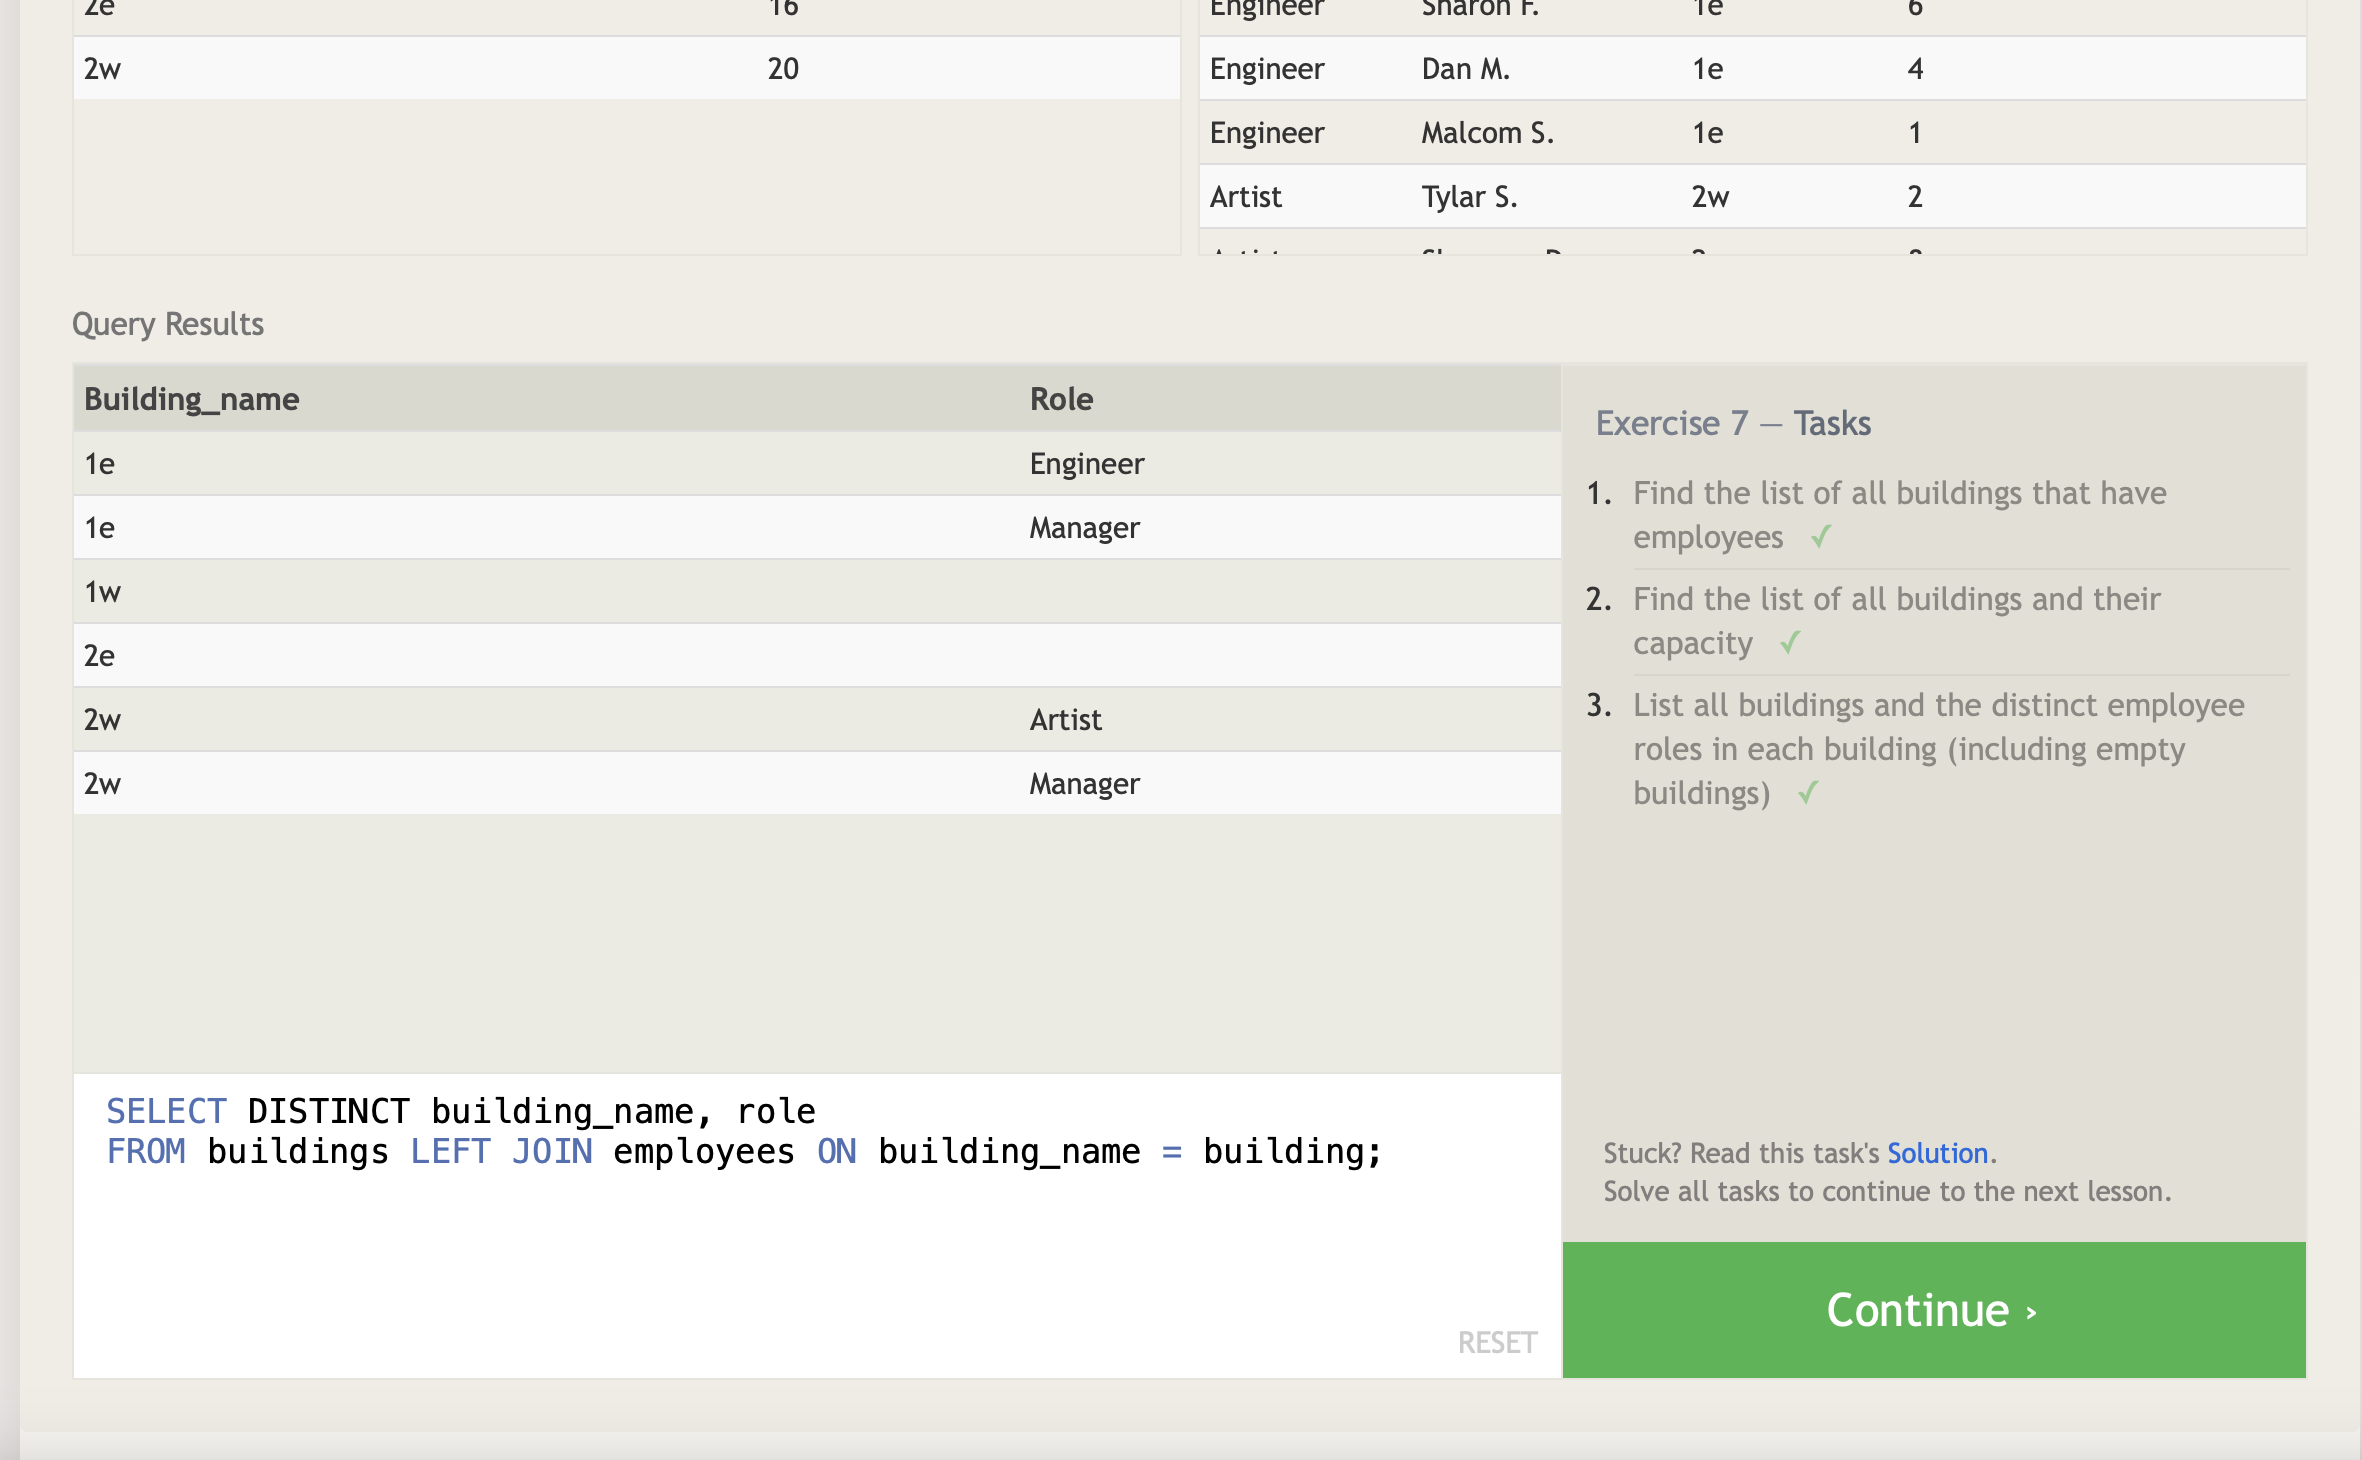 2e 16
2w 20
Engineer Sharon F. 1e 6
Engineer Dan M. 1e 4
Engineer Malcom S. 1e 1
Artist Tylar S. 2w 2
Query Results
Building_name Role
1e Engineer
1e Manager
1w
2e
2w Artist
2w Manager
SELECT DISTINCT building_name, role
FROM buildings LEFT JOIN employees ON building_name = building;
RESET
Exercise 7 — Tasks
1. Find the list of all buildings that have
employees ✓
2. Find the list of all buildings and their
capacity ✓
3. List all buildings and the distinct employee
roles in each building (including empty
buildings) ✓
Stuck? Read this task's Solution.
Solve all tasks to continue to the next lesson.
Continue ›